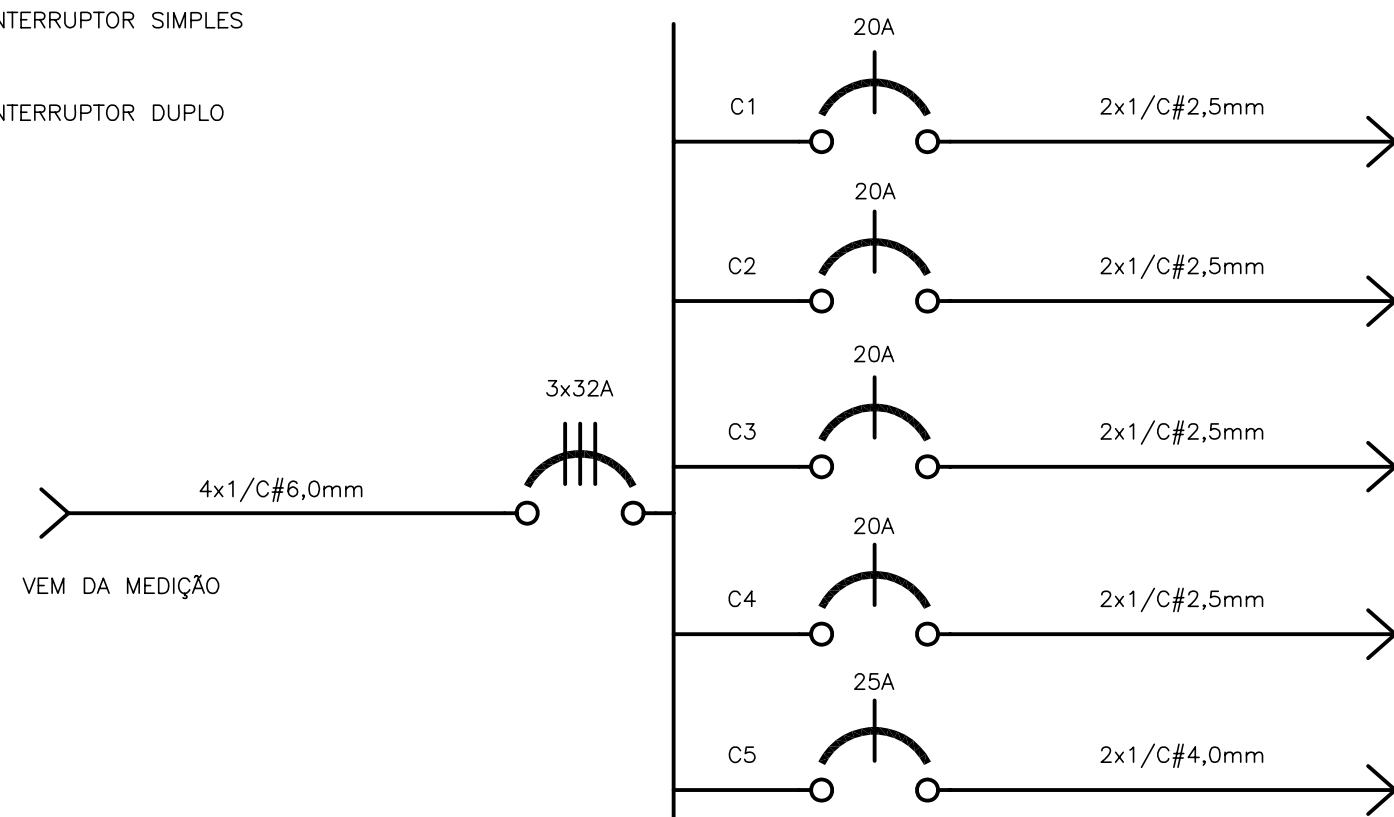 NTERRUPTOR SIMPLES
NTERRUPTOR DUPLO
20A
C1
2x1/C#2,5mm
20A
C2
2x1/C#2,5mm
20A
C3
2x1/C#2,5mm
3x32A
4x1/C#6,0mm
VEM DA MEDIÇÃO
20A
C4
2x1/C#2,5mm
25A
C5
2x1/C#4,0mm